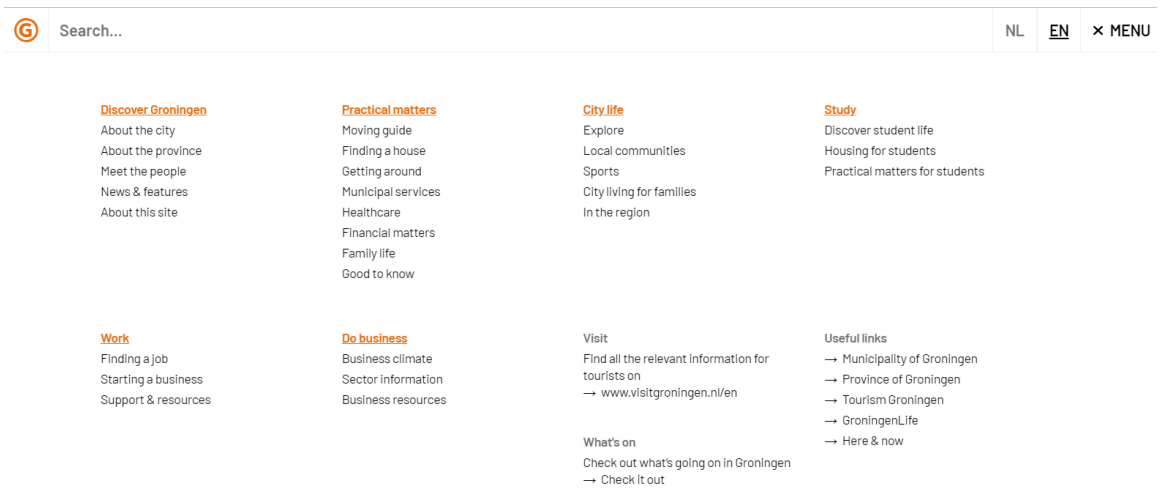 G
Search...
NL
EN
× MENU
Discover Groningen
About the city
About the province
Meet the people
News & features
About this site
Practical matters
Moving guide
Finding a house
Getting around
Municipal services
Healthcare
Financial matters
Family life
Good to know
City life
Explore
Local communities
Sports
City living for families
In the region
Study
Discover student life
Housing for students
Practical matters for students
Work
Finding a job
Starting a business
Support & resources
Do business
Business climate
Sector information
Business resources
Visit
Find all the relevant information for
tourists on
→ www.visitgroningen.nl/en
What's on
Check out what's going on in Groningen
→ Check it out
Useful links
→ Municipality of Groningen
→ Province of Groningen
→ Tourism Groningen
→ GroningenLife
→ Here & now